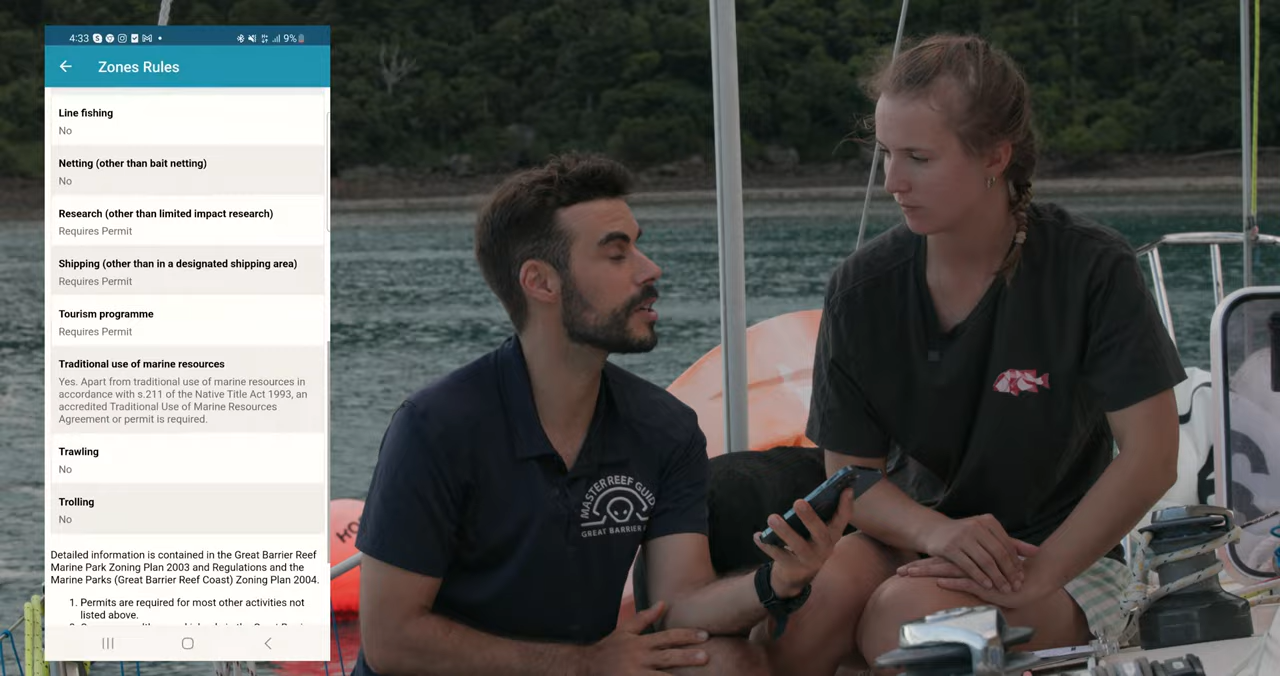 4:33
9%
Zones Rules
Line fishing
No
Netting (other than bait netting)
No
Research (other than limited impact research)
Requires Permit
Shipping (other than in a designated shipping area)
Requires Permit
Tourism programme
Requires Permit
Traditional use of marine resources
Yes. Apart from traditional use of marine resources in
accordance with s.211 of the Native Title Act 1993, an
accredited Traditional Use of Marine Resources
Agreement or permit is required.
Trawling
No
Trolling
No
Detailed information is contained in the Great Barrier Reef
Marine Park Zoning Plan 2003 and Regulations and the
Marine Parks (Great Barrier Reef Coast) Zoning Plan 2004.
1. Permits are required for most other activities not
listed above.
MASTER REEF GUID
GREAT BARRIER
HO